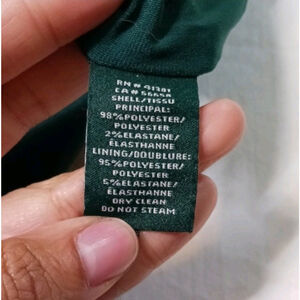 RN # 41381
CA # 56650
SHELL/TISSU
PRINCIPAL:
98%POLYESTER/
POLYESTER
2%ELASTANE/
ÉLASTHANNE
LINING/DOUBLURE:
95%POLYESTER/
POLYESTER
5%ELASTANE/
ÉLASTHANNE
DRY CLEAN
DO NOT STEAM